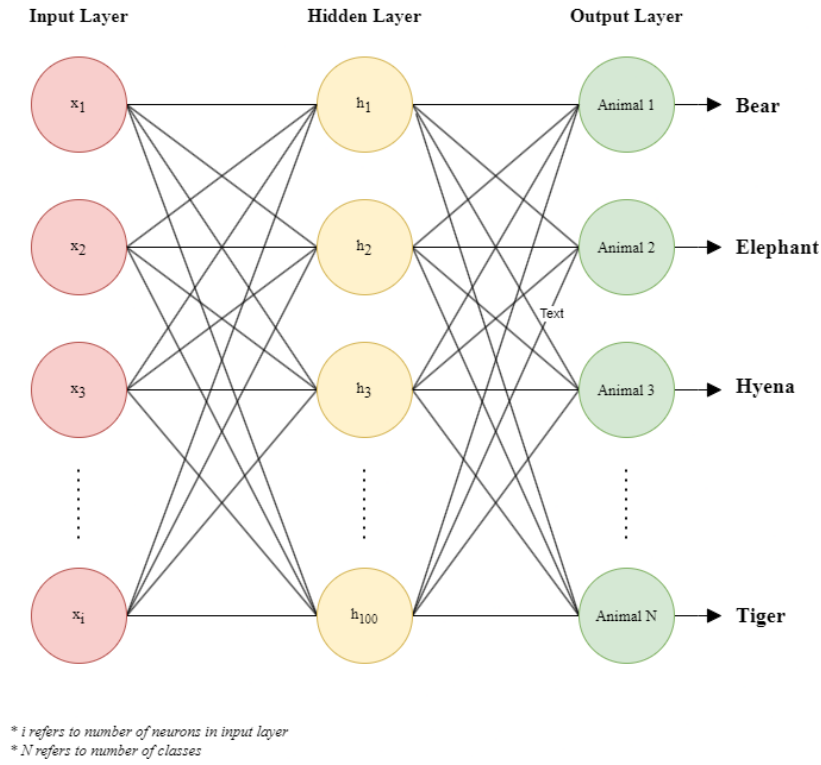 Input Layer Hidden Layer Output Layer
x1 h1 Animal 1 Bear
x2 h2 Animal 2 Elephant
Text
x3 h3 Animal 3 Hyena
xi h100 Animal N Tiger
* i refers to number of neurons in input layer
* N refers to number of classes